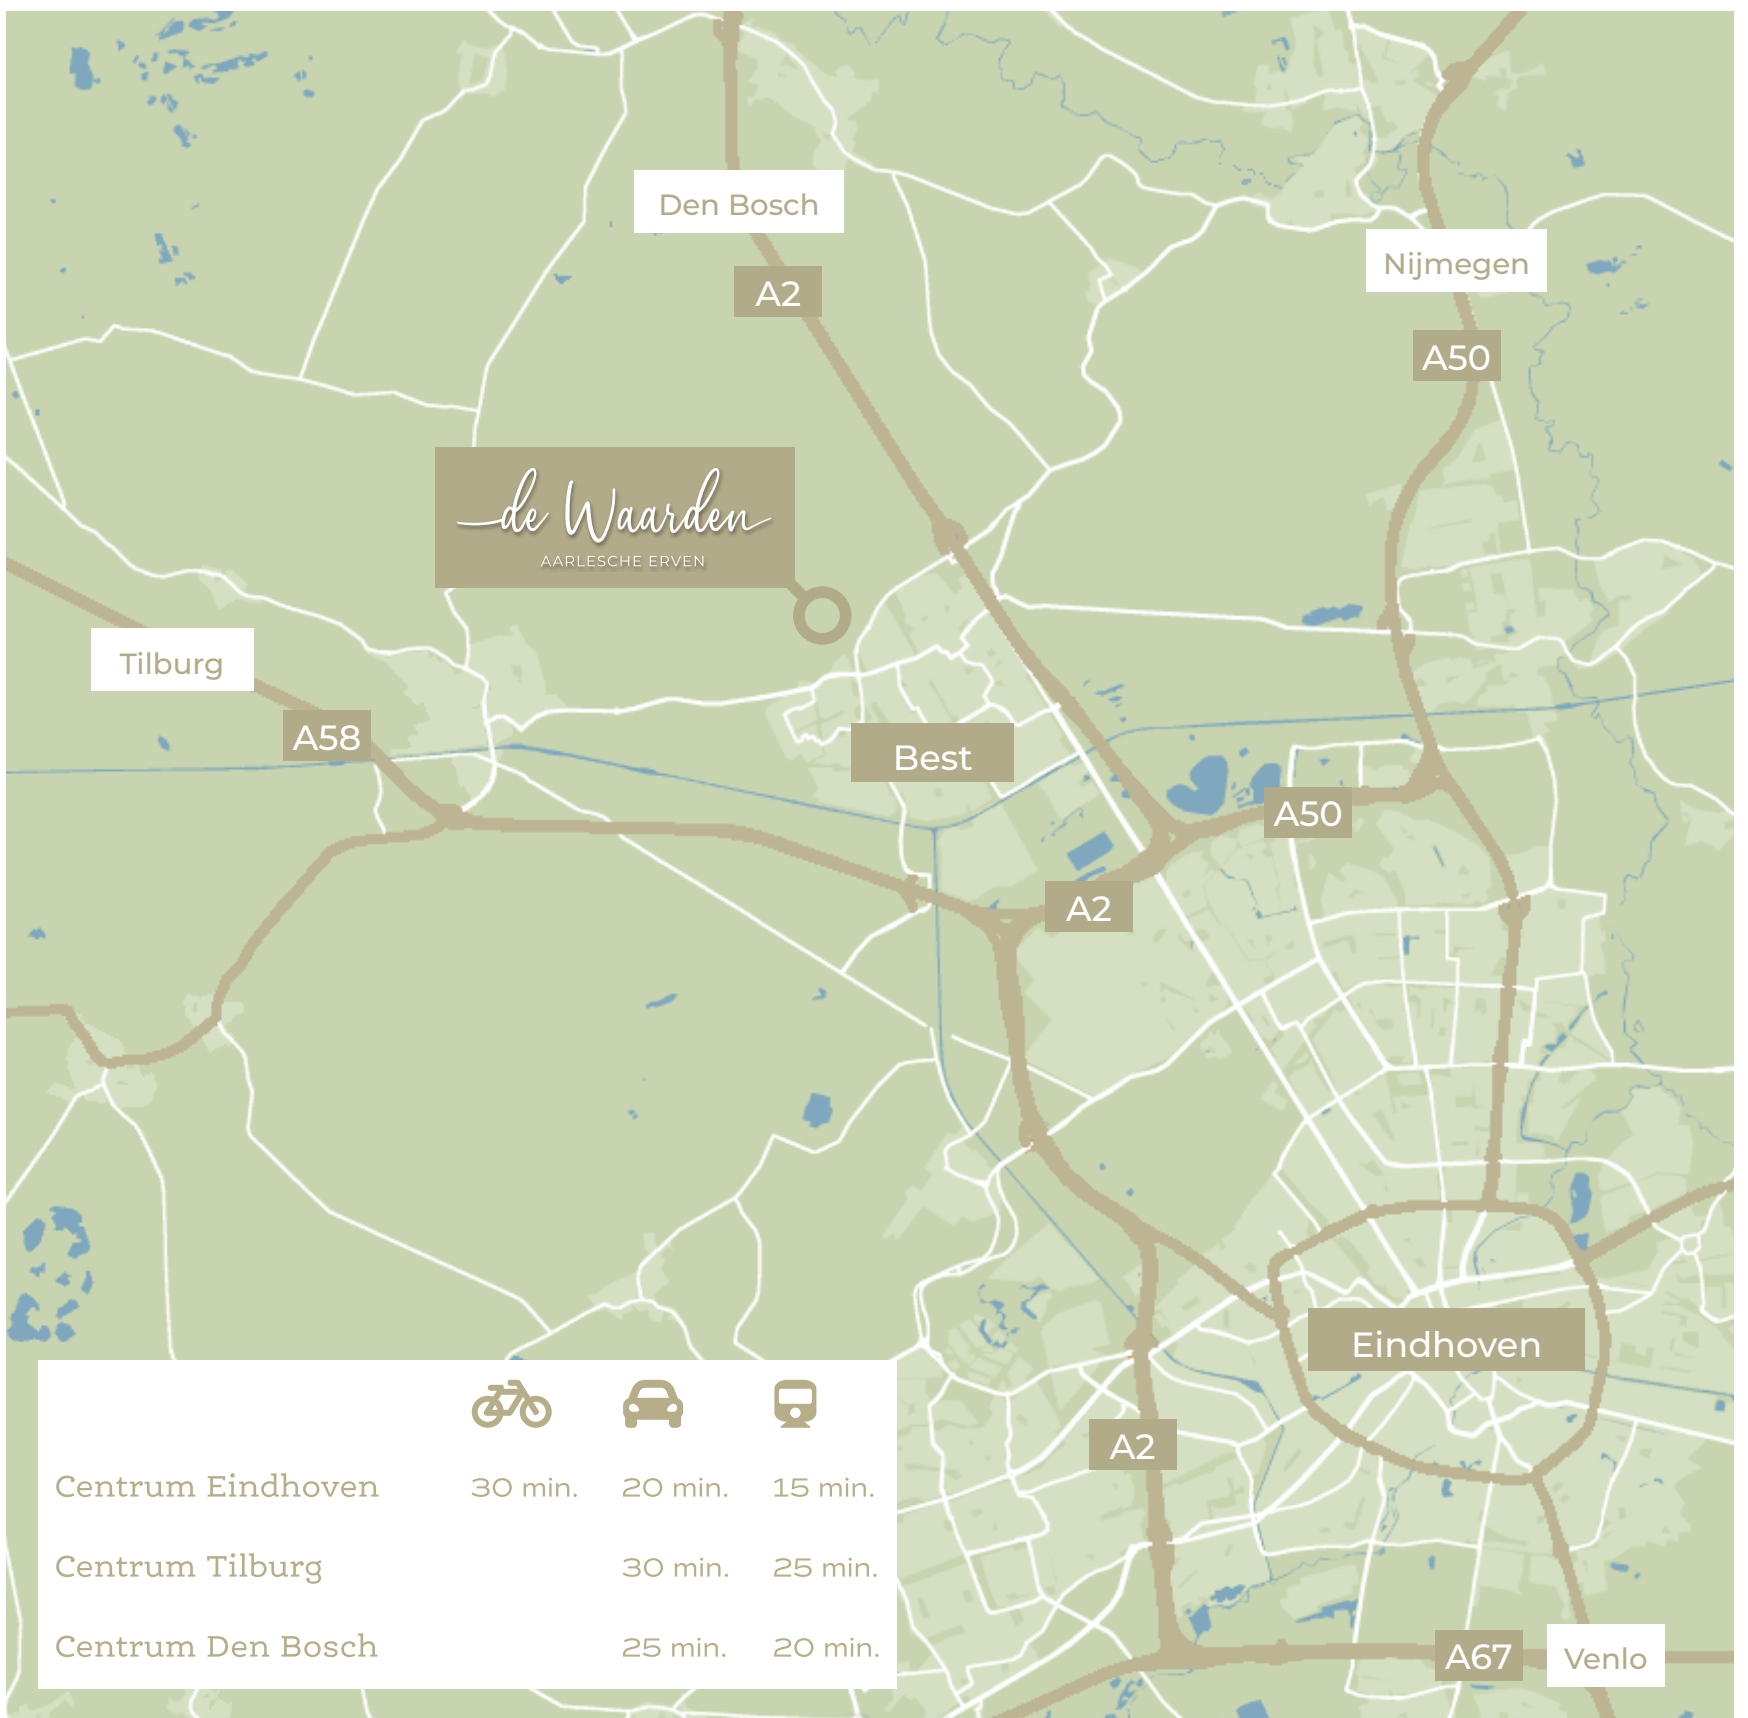 Den Bosch
Nijmegen
A2
A50
de Waarden
AARLESCHE ERVEN
Tilburg
A58
Best
A50
A2
Eindhoven
A2
Centrum Eindhoven 30 min. 20 min. 15 min.
Centrum Tilburg 30 min. 25 min.
Centrum Den Bosch 25 min. 20 min.
A67
Venlo